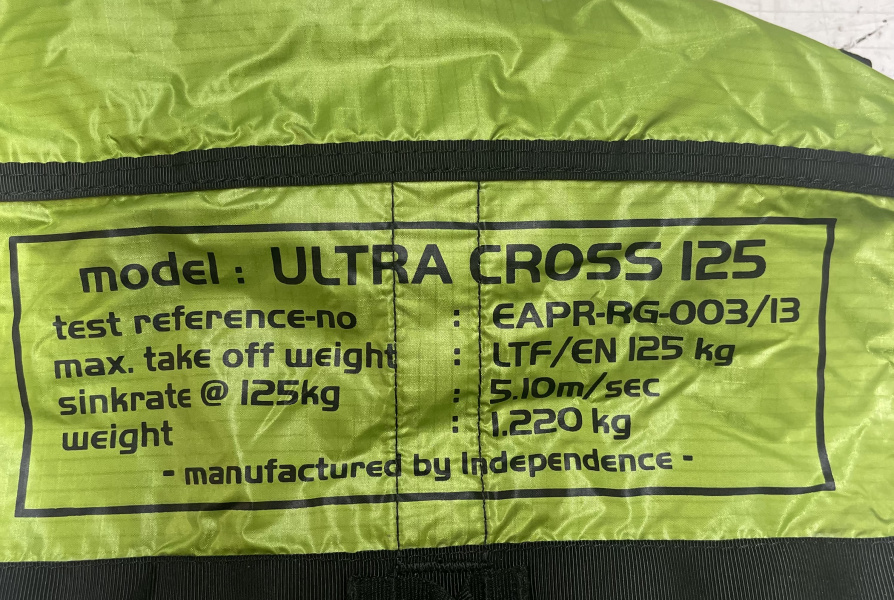 model : ULTRA CROSS 125
test reference-no : EAPR-RG-003/13
max. take off weight : LTF/EN 125 kg
sinkrate @ 125kg : 5.10m/sec
weight : 1.220 kg
- manufactured by Independence -